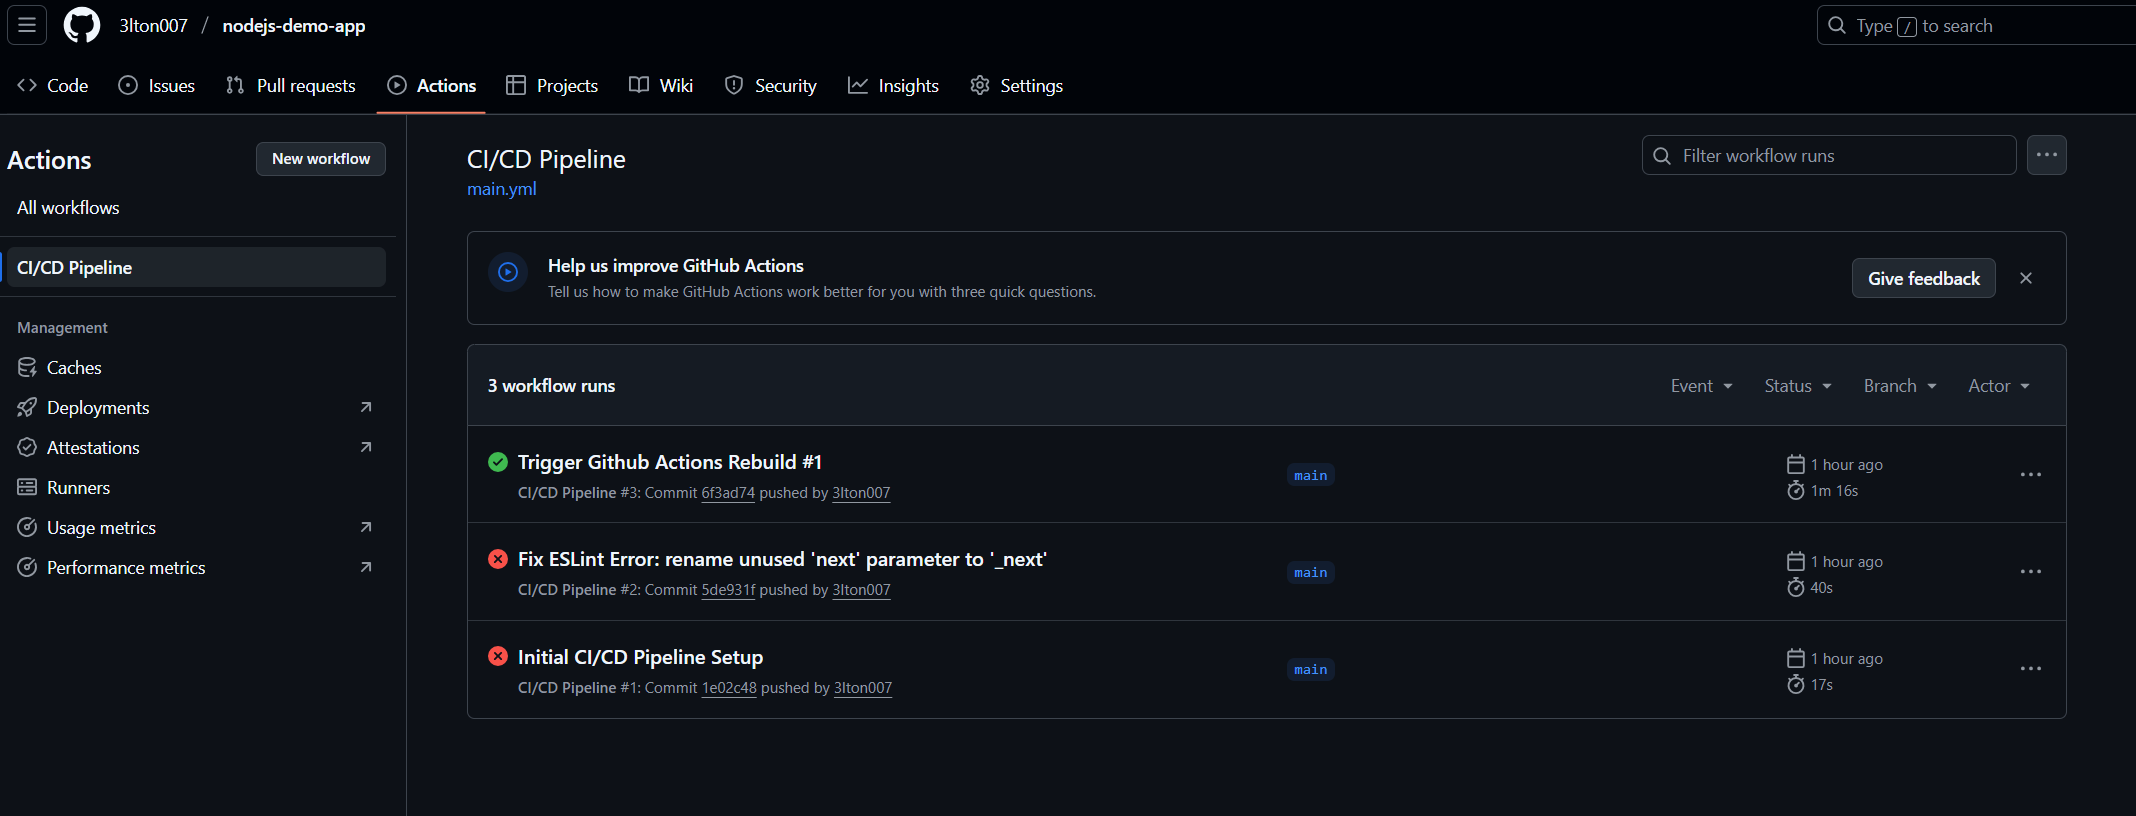 3lton007 / nodejs-demo-app
Type / to search
Code Issues Pull requests Actions Projects Wiki Security Insights Settings
Actions
New workflow
All workflows
CI/CD Pipeline
Management
Caches
Deployments
Attestations
Runners
Usage metrics
Performance metrics
CI/CD Pipeline
main.yml
Filter workflow runs
Help us improve GitHub Actions
Tell us how to make GitHub Actions work better for you with three quick questions.
Give feedback
3 workflow runs
Event Status Branch Actor
Trigger Github Actions Rebuild #1
CI/CD Pipeline #3: Commit 6f3ad74 pushed by 3lton007
main
1 hour ago
1m 16s
Fix ESLint Error: rename unused 'next' parameter to '_next'
CI/CD Pipeline #2: Commit 5de931f pushed by 3lton007
main
1 hour ago
40s
Initial CI/CD Pipeline Setup
CI/CD Pipeline #1: Commit 1e02c48 pushed by 3lton007
main
1 hour ago
17s